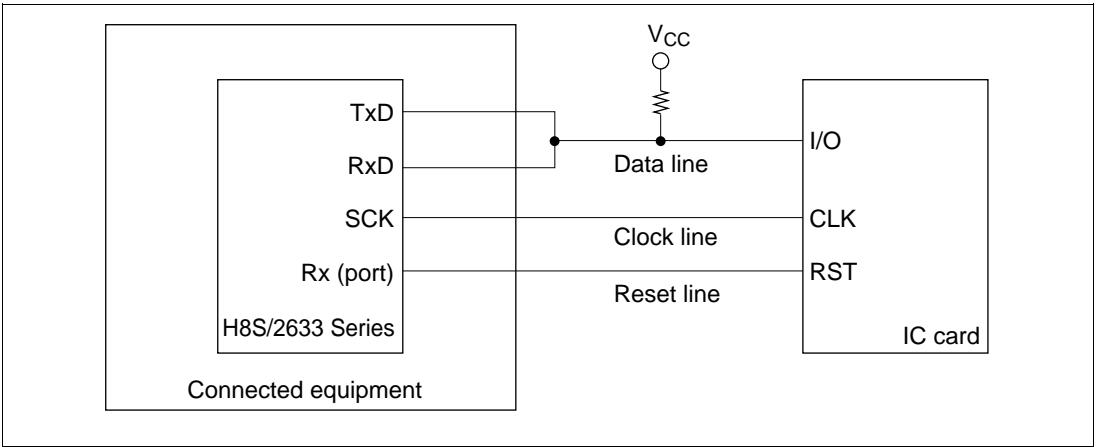 VCC
TxD
RxD
SCK
Rx (port)
H8S/2633 Series
Connected equipment
Data line
Clock line
Reset line
I/O
CLK
RST
IC card